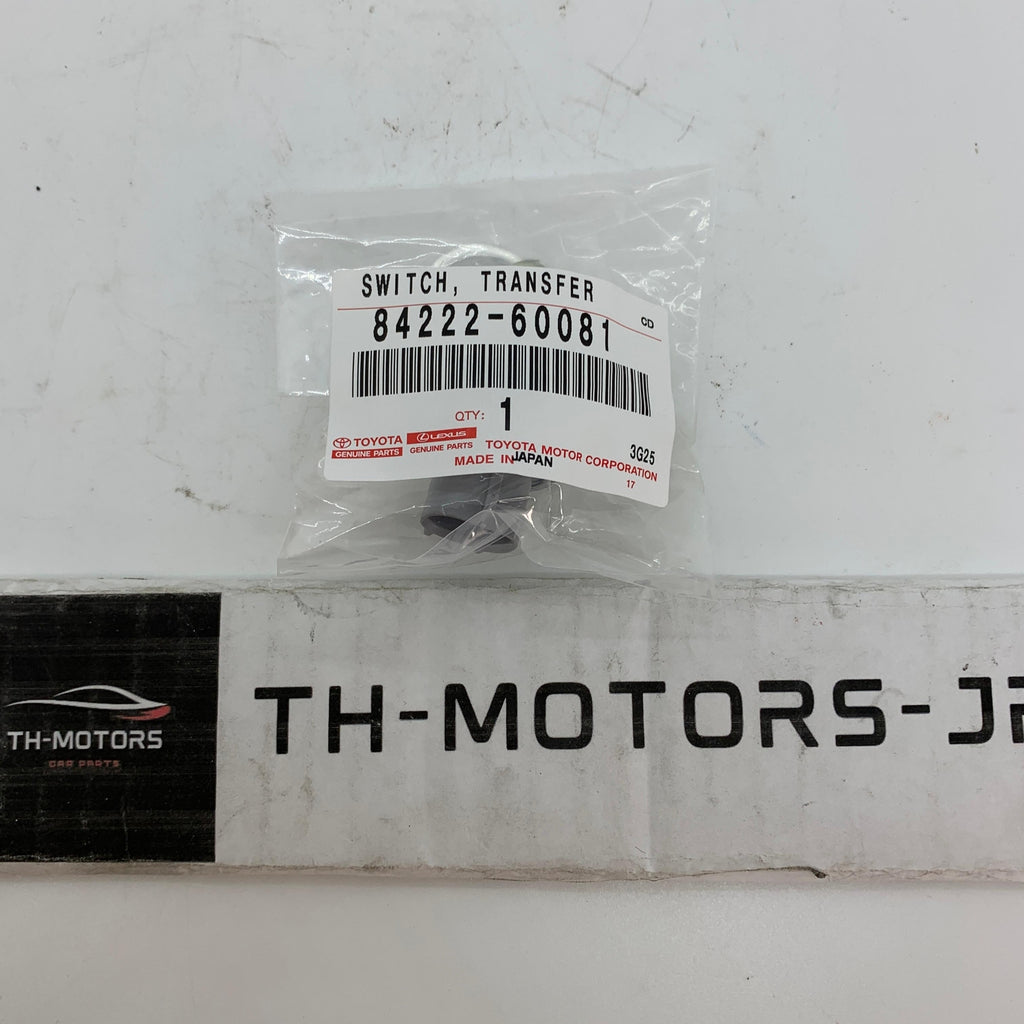 SWITCH, TRANSFER
84222-60081
CD
QTY: 1
TOYOTA
GENUINE PARTS
LEXUS
GENUINE PARTS
TOYOTA MOTOR CORPORATION
MADE IN JAPAN
3G25
17
TH-MOTORS
CAR PARTS
TH-MOTORS-JP